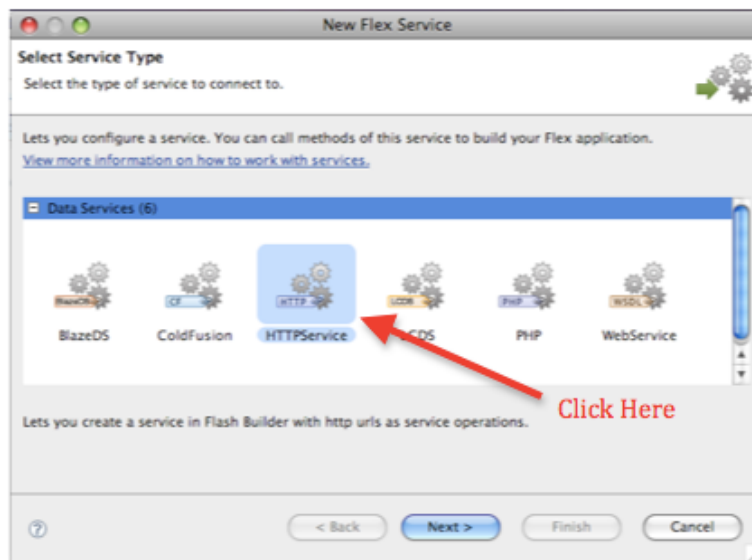 New Flex Service
Select Service Type
Select the type of service to connect to.
Lets you configure a service. You can call methods of this service to build your Flex application.
View more information on how to work with services.
Data Services (6)
BlazeDS CF HTTP LCDS PHP WSDL
BlazeDS ColdFusion HTTPService CDS PHP WebService
Click Here
Lets you create a service in Flash Builder with http urls as service operations.
? < Back Next > Finish Cancel